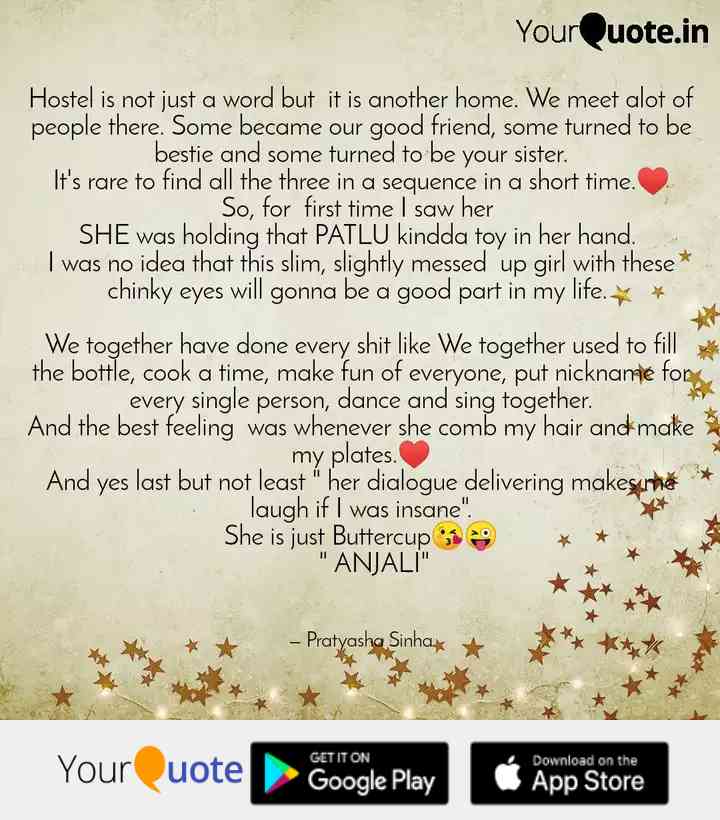 YourQuote.in
Hostel is not just a word but it is another home. We meet alot of
people there. Some became our good friend, some turned to be
bestie and some turned to be your sister.
It's rare to find all the three in a sequence in a short time.❤️
So, for first time I saw her
SHE was holding that PATLU kindda toy in her hand.
I was no idea that this slim, slightly messed up girl with these
chinky eyes will gonna be a good part in my life.
We together have done every shit like We together used to fill
the bottle, cook a time, make fun of everyone, put nickname for
every single person, dance and sing together.
And the best feeling was whenever she comb my hair and make
my plates.❤️
And yes last but not least " her dialogue delivering makes me
laugh if I was insane".
She is just Buttercup😘😜
" ANJALI"
– Pratyasha Sinha
YourQuote
GET IT ON
Google Play
Download on the
App Store